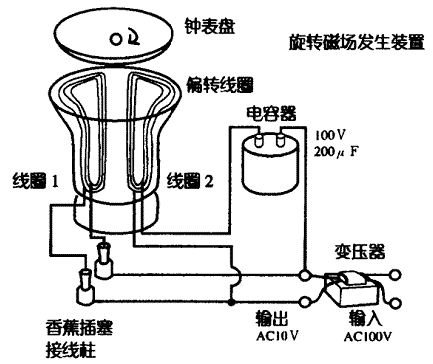 钟表盘
旋转磁场发生装置
偏转线圈
电容器
100V
200μF
线圈1
线圈2
变压器
香蕉插塞
接线柱
输出
AC10V
输入
AC100V